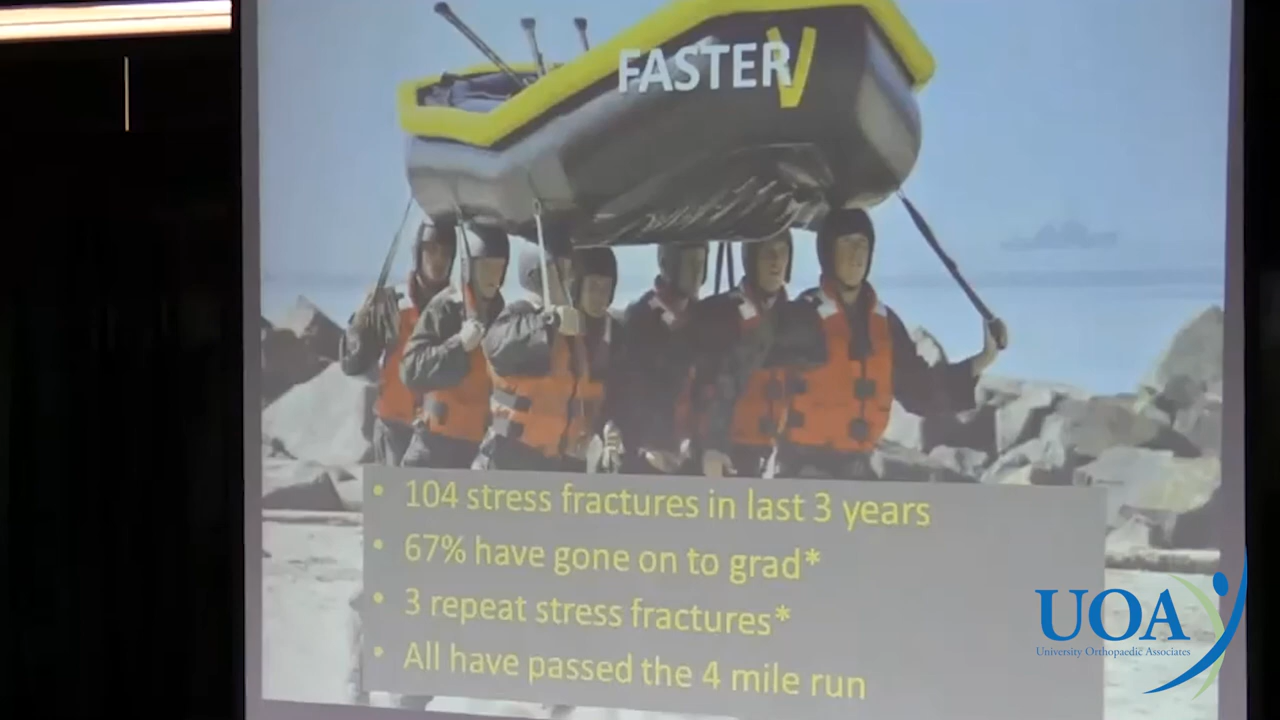 FASTER
V
• 104 stress fractures in last 3 years
• 67% have gone on to grad*
• 3 repeat stress fractures*
• All have passed the 4 mile run
UOA
University Orthopaedic Associates